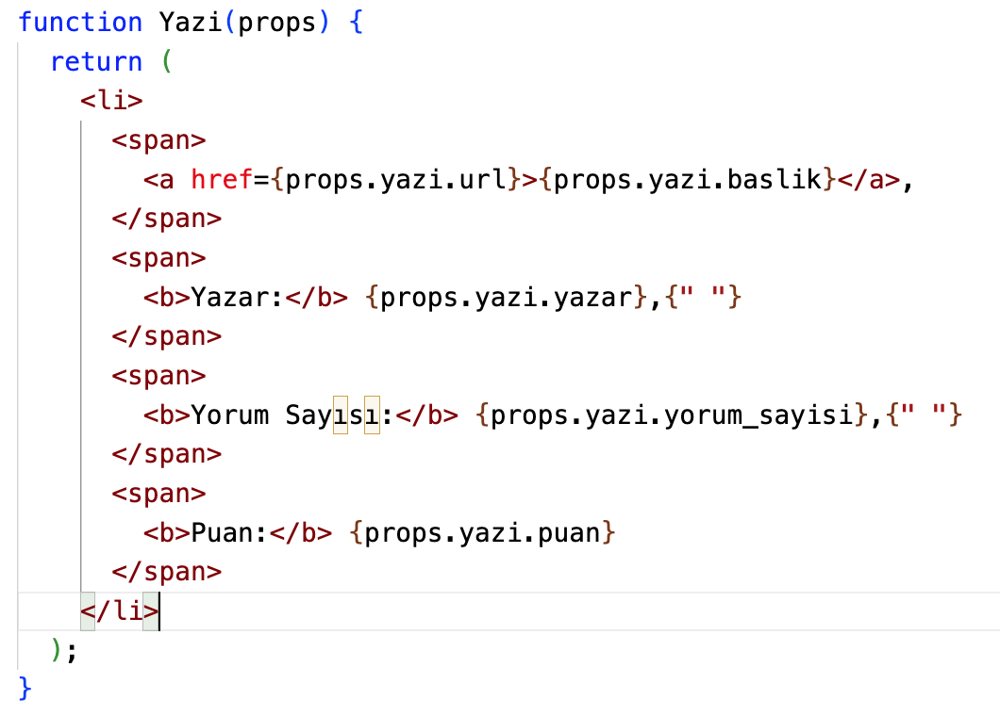 function Yazi(props) {
  return (
    <li>
      <span>
        <a href={props.yazi.url}>{props.yazi.baslik}</a>,
      </span>
      <span>
        <b>Yazar:</b> {props.yazi.yazar},{" "}
      </span>
      <span>
        <b>Yorum Sayısı:</b> {props.yazi.yorum_sayisi},{" "}
      </span>
      <span>
        <b>Puan:</b> {props.yazi.puan}
      </span>
    </li>
  );
}